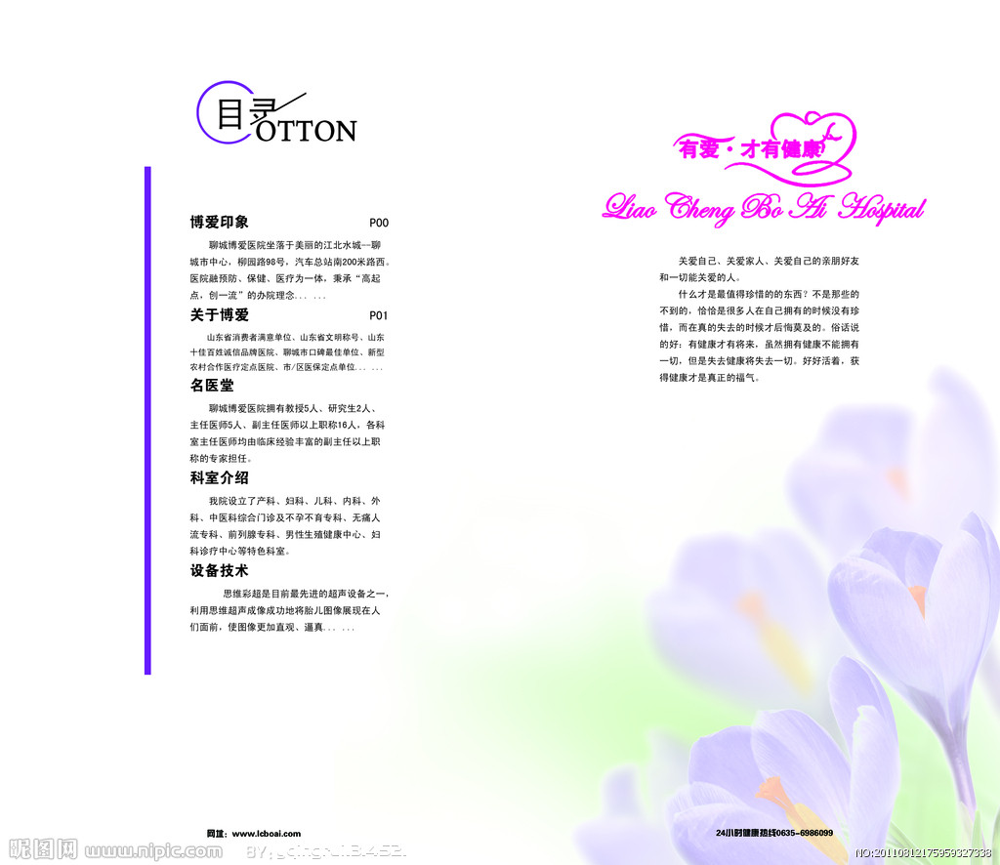 目录
COTTON
博爱印象 P00
聊城博爱医院坐落于美丽的江北水城--聊
城市中心，柳园路98号，汽车总站南200米路西。
医院融预防、保健、医疗为一体，秉承“高起
点，创一流”的办院理念... ...
关于博爱 P01
山东省消费者满意单位、山东省文明称号、山东
十佳百姓诚信品牌医院、聊城市口碑最佳单位、新型
农村合作医疗定点医院、市/区医保定点单位... ...
名医堂
聊城博爱医院拥有教授5人、研究生2人、
主任医师5人、副主任医师以上职称16人，各科
室主任医师均由临床经验丰富的副主任以上职
称的专家担任。
科室介绍
我院设立了产科、妇科、儿科、内科、外
科、中医科综合门诊及不孕不育专科、无痛人
流专科、前列腺专科、男性生殖健康中心、妇
科诊疗中心等特色科室。
设备技术
思维彩超是目前最先进的超声设备之一，
利用思维超声成像成功地将胎儿图像展现在人
们面前，使图像更加直观、逼真... ...
网址：www.lcboai.com
有爱·才有健康
Liao Cheng Bo Ai Hospital
关爱自己、关爱家人、关爱自己的亲朋好友
和一切能关爱的人。
什么才是最值得珍惜的的东西？不是那些的
不到的，恰恰是很多人在自己拥有的时候没有珍
惜，而在真的失去的时候才后悔莫及的。俗话说
的好：有健康才有将来，虽然拥有健康不能拥有
一切，但是失去健康将失去一切。好好活着，获
得健康才是真正的福气。
24小时健康热线0635-6986099
昵图网 www.nipic.com
NO:20110812175959327338